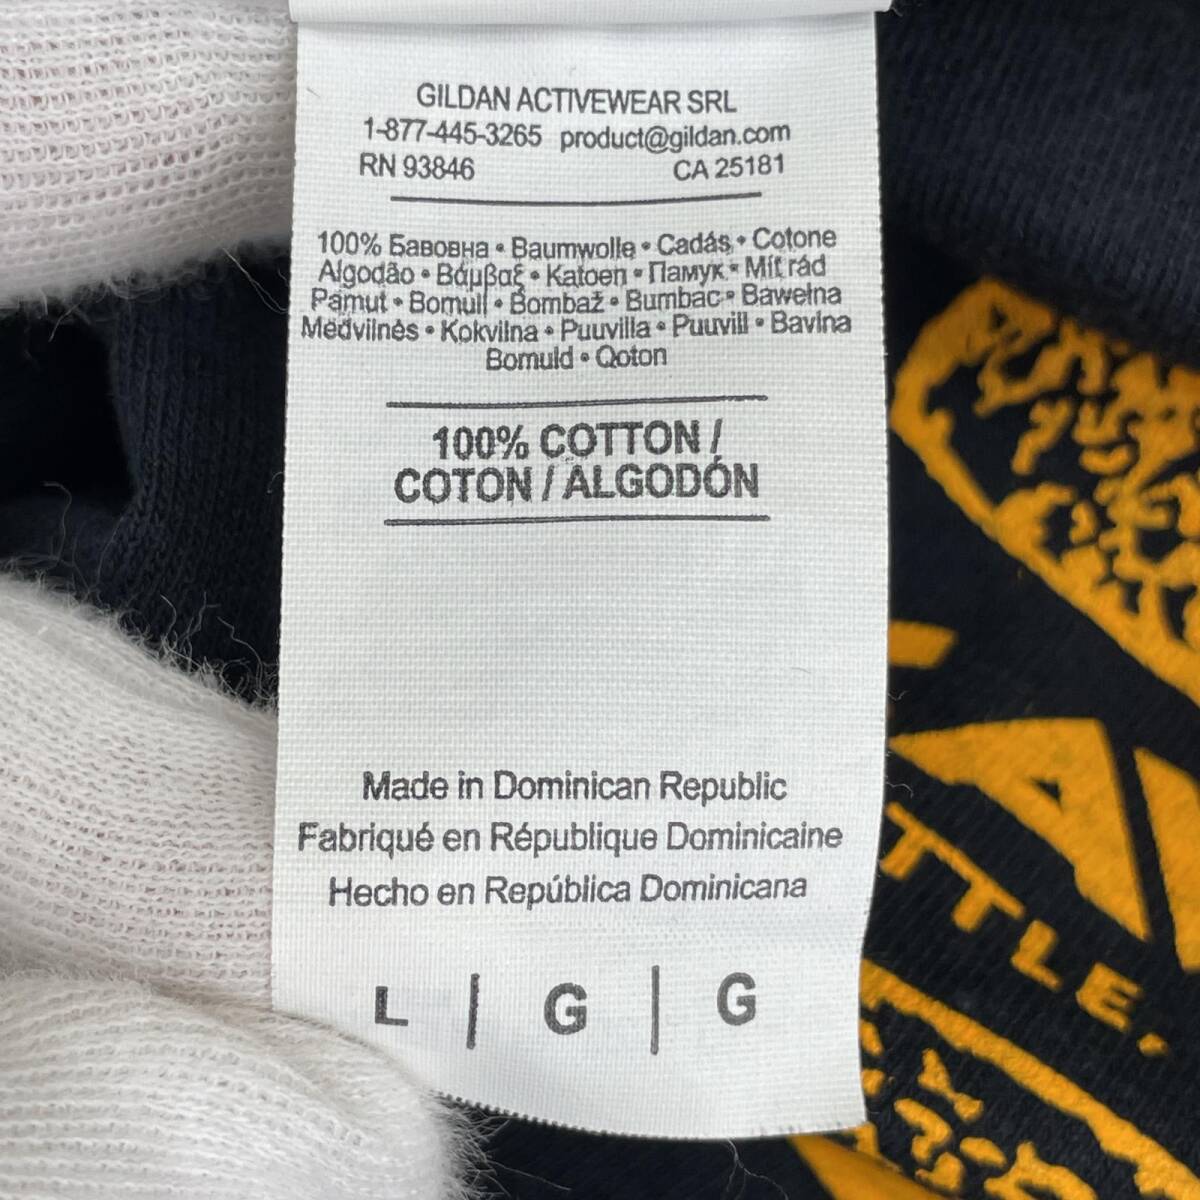 GILDAN ACTIVEWEAR SRL
1-877-445-3265 product@gildan.com
RN 93846 CA 25181
100% Бавовна • Baumwolle • Cadás • Cotone
Algodão • Βάμβαξ • Katoen • Памук • Mit rád
Pamut • Bomull • Bombaž • Bumbac • Bawełna
Medvilnės • Kokvilna • Puuvilla • Puuvill • Bavlna
Bomuld • Qoton
100% COTTON /
COTON / ALGODÓN
Made in Dominican Republic
Fabriqué en République Dominicaine
Hecho en República Dominicana
L | G | G
TTLE,